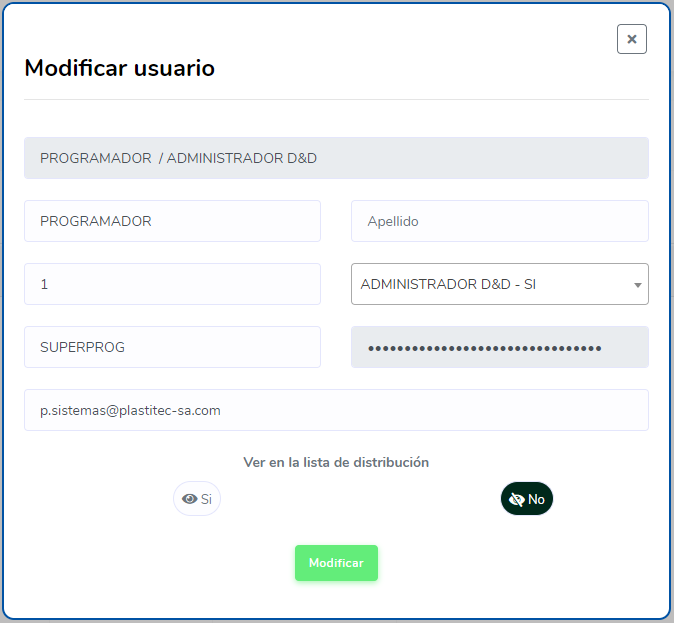 Modificar usuario
PROGRAMADOR / ADMINISTRADOR D&D
PROGRAMADOR
Apellido
1
ADMINISTRADOR D&D - SI
SUPERPROG
••••••••••••••••••••••••••••••••
p.sistemas@plastitec-sa.com
Ver en la lista de distribución
Si
No
Modificar